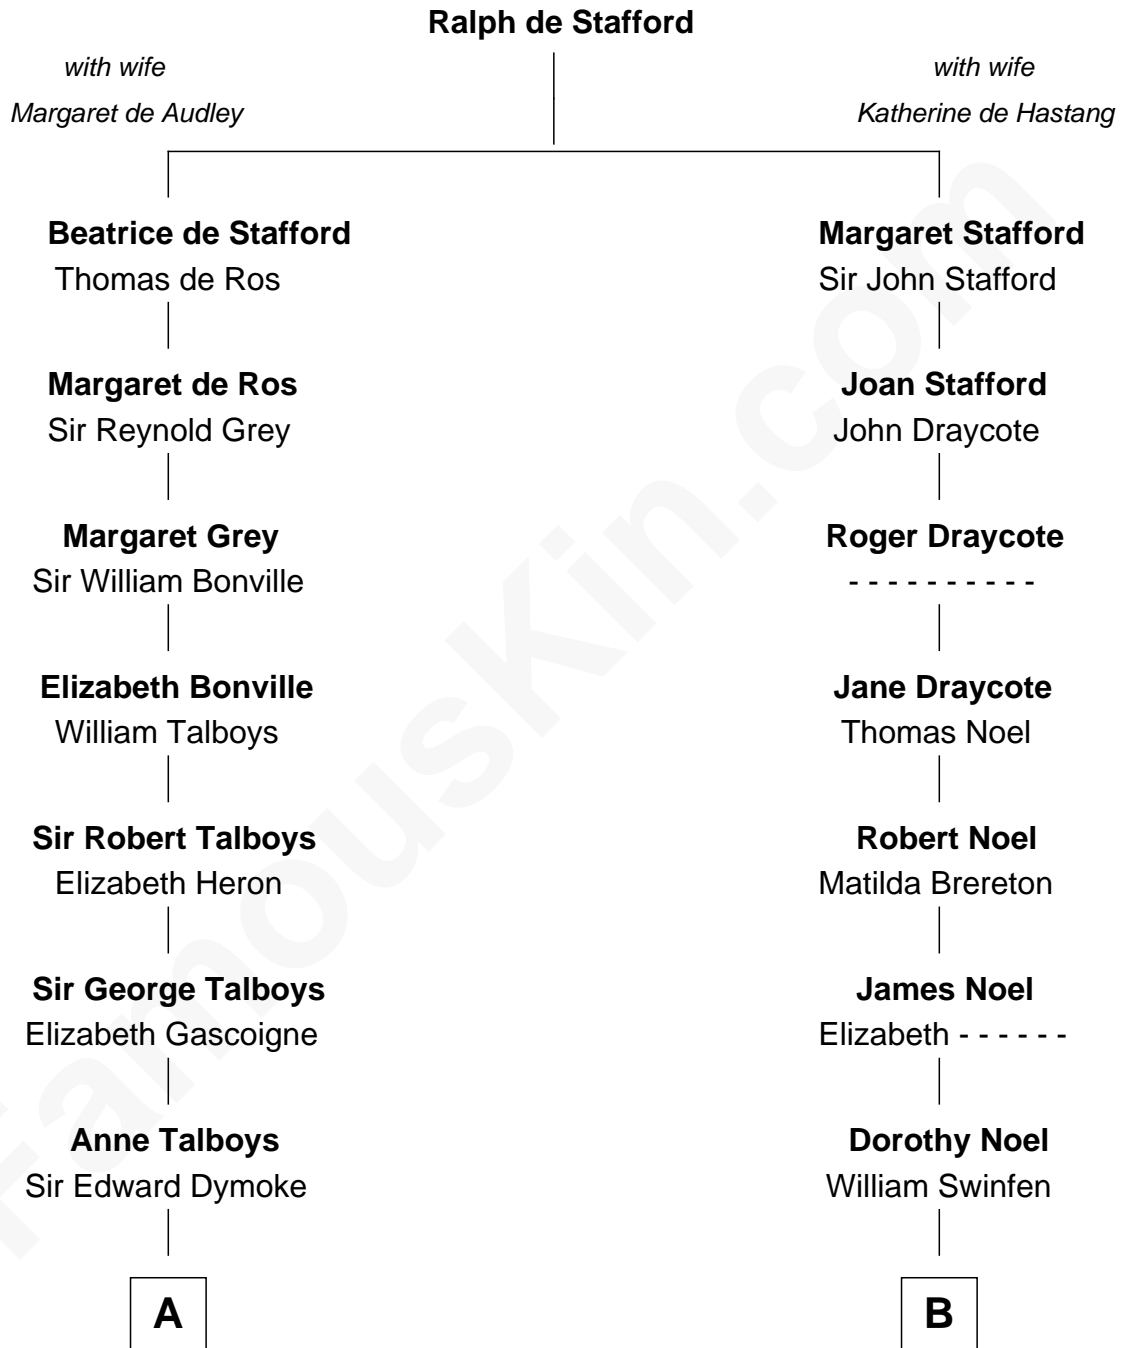 Ralph de Stafford
with wife
Margaret de Audley
with wife
Katherine de Hastang
Beatrice de Stafford
Thomas de Ros
Margaret Stafford
Sir John Stafford
Margaret de Ros
Sir Reynold Grey
Joan Stafford
John Draycote
Margaret Grey
Sir William Bonville
Roger Draycote
- - - - - - - - - -
Elizabeth Bonville
William Talboys
Jane Draycote
Thomas Noel
Sir Robert Talboys
Elizabeth Heron
Robert Noel
Matilda Brereton
Sir George Talboys
Elizabeth Gascoigne
James Noel
Elizabeth - - - - - -
Anne Talboys
Sir Edward Dymoke
Dorothy Noel
William Swinfen
A
B
FamousKin.com